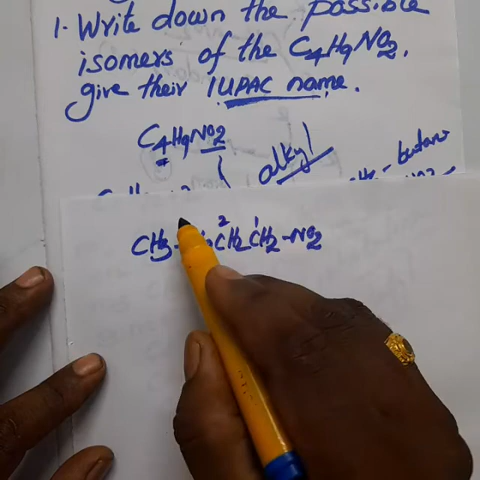 1. Write down the possible
isomers of the C4H9NO2.
give their IUPAC name.
C4H9NO2
alkyl
- butane
CH3 - CH2 CH2 - NO2
2 1